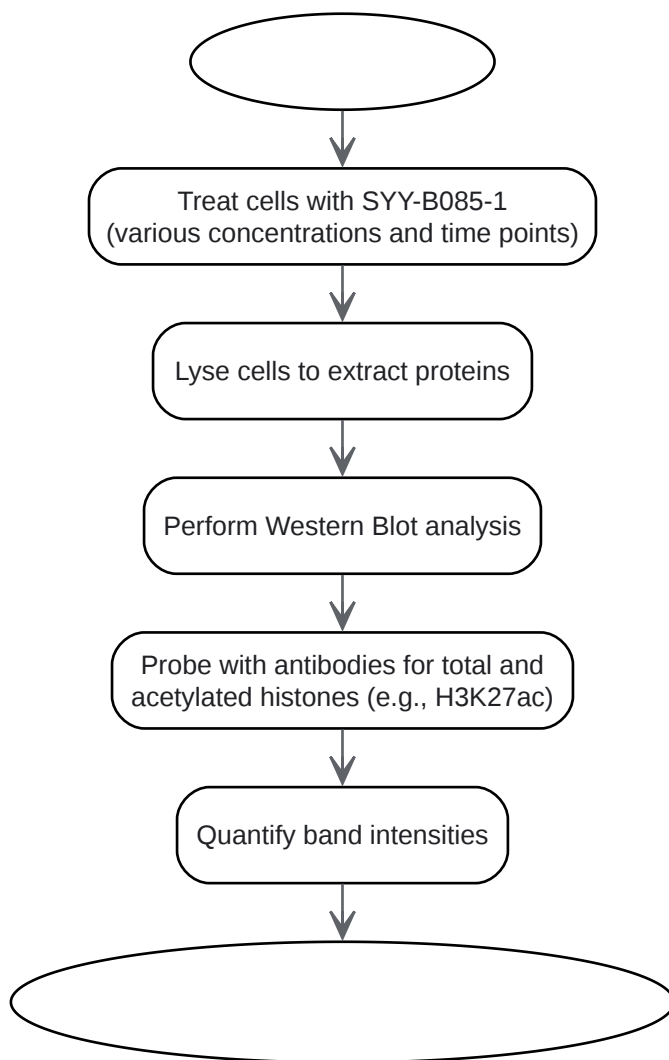 Treat cells with SYY-B085-1
(various concentrations and time points)
Lyse cells to extract proteins
Perform Western Blot analysis
Probe with antibodies for total and
acetylated histones (e.g., H3K27ac)
Quantify band intensities